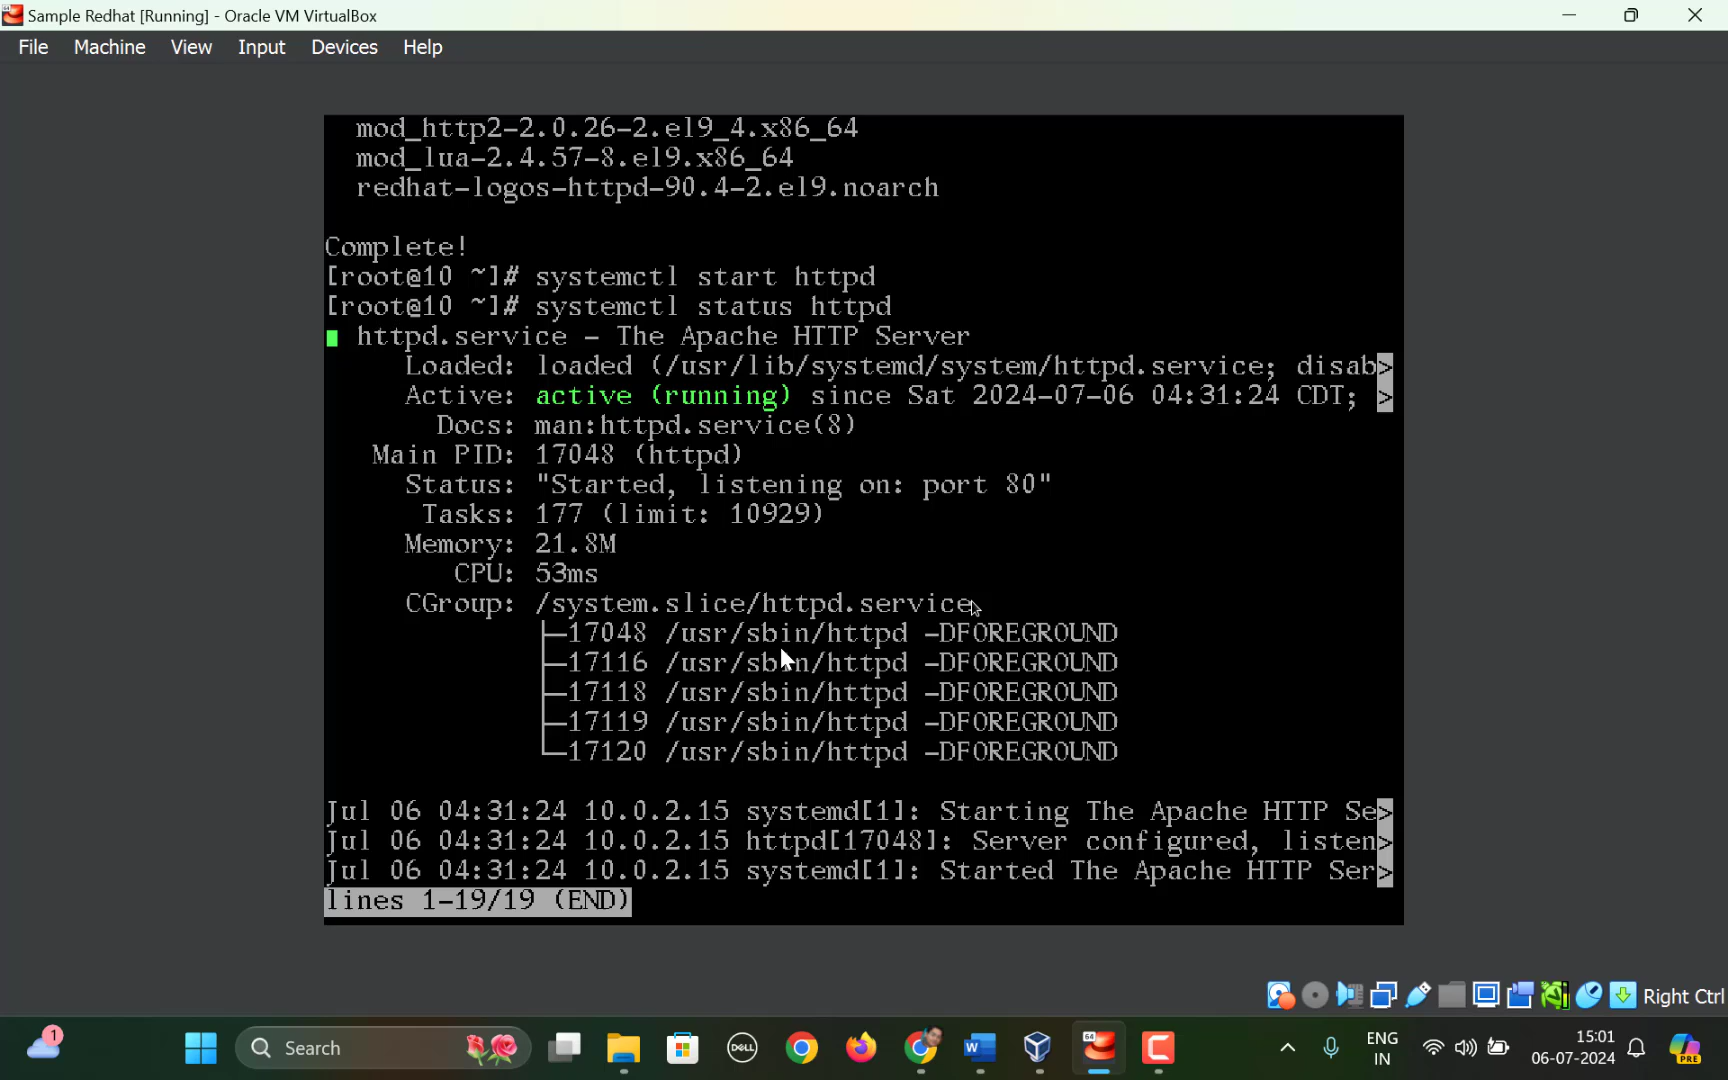 Sample Redhat [Running] - Oracle VM VirtualBox
File Machine View Input Devices Help
mod_http2-2.0.26-2.el9_4.x86_64
mod_lua-2.4.57-8.el9.x86_64
redhat-logos-httpd-90.4-2.el9.noarch
Complete!
[root@10 ~]# systemctl start httpd
[root@10 ~]# systemctl status httpd
httpd.service - The Apache HTTP Server
Loaded: loaded (/usr/lib/systemd/system/httpd.service; disab>
Active: active (running) since Sat 2024-07-06 04:31:24 CDT; >
Docs: man:httpd.service(8)
Main PID: 17048 (httpd)
Status: "Started, listening on: port 80"
Tasks: 177 (limit: 10929)
Memory: 21.8M
CPU: 53ms
CGroup: /system.slice/httpd.service
├─17048 /usr/sbin/httpd -DFOREGROUND
├─17116 /usr/sbin/httpd -DFOREGROUND
├─17118 /usr/sbin/httpd -DFOREGROUND
├─17119 /usr/sbin/httpd -DFOREGROUND
└─17120 /usr/sbin/httpd -DFOREGROUND
Jul 06 04:31:24 10.0.2.15 systemd[1]: Starting The Apache HTTP Se>
Jul 06 04:31:24 10.0.2.15 httpd[17048]: Server configured, listen>
Jul 06 04:31:24 10.0.2.15 systemd[1]: Started The Apache HTTP Ser>
lines 1-19/19 (END)
Right Ctrl
1
Search
DELL
64
ENG
IN
15:01
06-07-2024
PRE